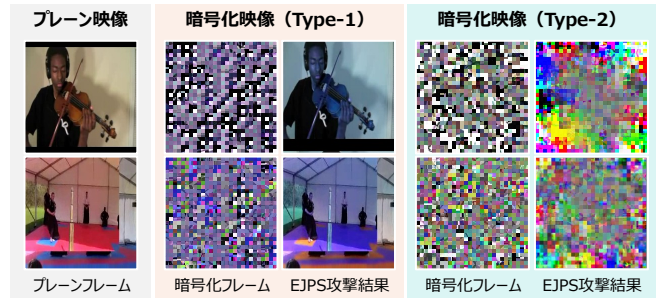 プレーン映像
暗号化映像（Type-1）
暗号化映像（Type-2）
プレーンフレーム
暗号化フレーム
EJPS攻撃結果
暗号化フレーム
EJPS攻撃結果